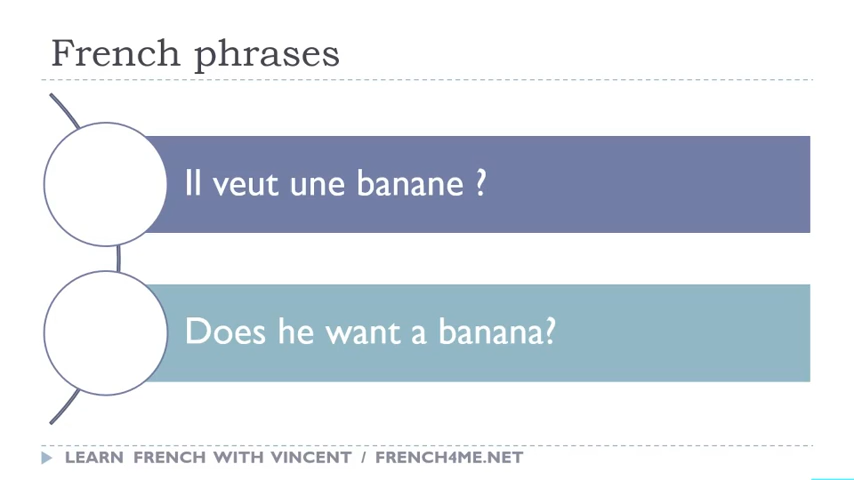 French phrases
Il veut une banane ?
Does he want a banana?
LEARN FRENCH WITH VINCENT / FRENCH4ME.NET